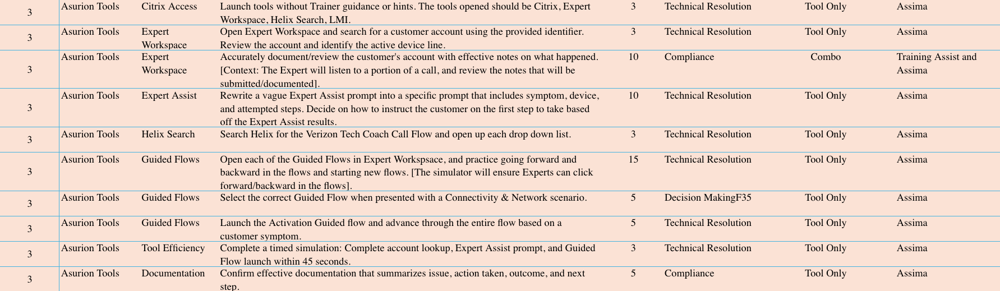 3 Asurion Tools Citrix Access Launch tools without Trainer guidance or hints. The tools opened should be Citrix, Expert 3 Technical Resolution Tool Only Assima
Workspace, Helix Search, LMI.
3 Asurion Tools Expert Open Expert Workspace and search for a customer account using the provided identifier. 3 Technical Resolution Tool Only Assima
Workspace Review the account and identify the active device line.
3 Asurion Tools Expert Accurately document/review the customer's account with effective notes on what happened. 10 Compliance Combo Training Assist and
Workspace [Context: The Expert will listen to a portion of a call, and review the notes that will be Assima
submitted/documented].
3 Asurion Tools Expert Assist Rewrite a vague Expert Assist prompt into a specific prompt that includes symptom, device, 10 Technical Resolution Tool Only Assima
and attempted steps. Decide on how to instruct the customer on the first step to take based
off the Expert Assist results.
3 Asurion Tools Helix Search Search Helix for the Verizon Tech Coach Call Flow and open up each drop down list. 3 Technical Resolution Tool Only Assima
3 Asurion Tools Guided Flows Open each of the Guided Flows in Expert Workspsace, and practice going forward and 15 Technical Resolution Tool Only Assima
backward in the flows and starting new flows. [The simulator will ensure Experts can click
forward/backward in the flows].
3 Asurion Tools Guided Flows Select the correct Guided Flow when presented with a Connectivity & Network scenario. 5 Decision MakingF35 Tool Only Assima
3 Asurion Tools Guided Flows Launch the Activation Guided flow and advance through the entire flow based on a 5 Technical Resolution Tool Only Assima
customer symptom.
3 Asurion Tools Tool Efficiency Complete a timed simulation: Complete account lookup, Expert Assist prompt, and Guided 3 Technical Resolution Tool Only Assima
Flow launch within 45 seconds.
3 Asurion Tools Documentation Confirm effective documentation that summarizes issue, action taken, outcome, and next 5 Compliance Tool Only Assima
step.